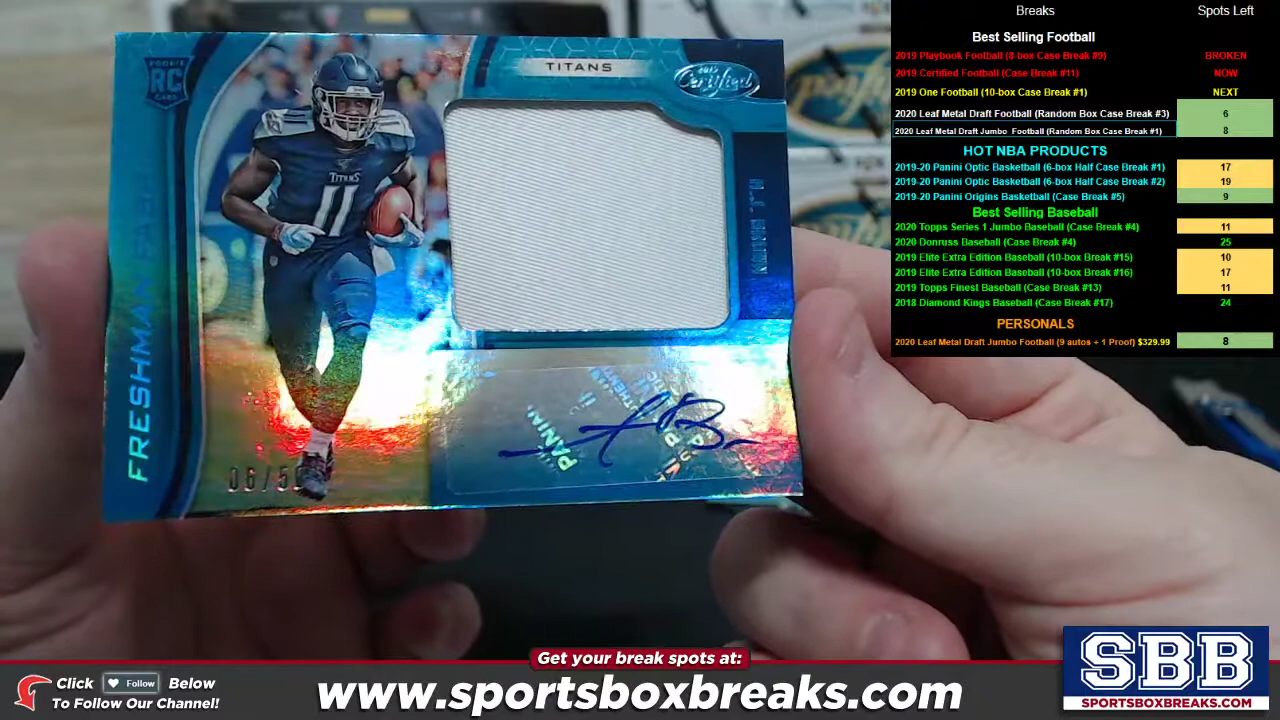 Breaks Spots Left
Best Selling Football
2019 Playbook Football (8-box Case Break #9) BROKEN
2019 Certified Football (Case Break #11) NOW
2019 One Football (10-box Case Break #1) NEXT
2020 Leaf Metal Draft Football (Random Box Case Break #3) 6
2020 Leaf Metal Draft Jumbo Football (Random Box Case Break #1) 8
HOT NBA PRODUCTS
2019-20 Panini Optic Basketball (6-box Half Case Break #1) 17
2019-20 Panini Optic Basketball (6-box Half Case Break #2) 19
2019-20 Panini Origins Basketball (Case Break #5) 9
Best Selling Baseball
2020 Topps Series 1 Jumbo Baseball (Case Break #4) 11
2020 Donruss Baseball (Case Break #4) 25
2019 Elite Extra Edition Baseball (10-box Break #15) 10
2019 Elite Extra Edition Baseball (10-box Break #16) 17
2019 Topps Finest Baseball (Case Break #13) 11
2018 Diamond Kings Baseball (Case Break #17) 24
PERSONALS
2020 Leaf Metal Draft Jumbo Football (9 autos + 1 Proof) $329.99 8
ROOKIE
RC
CARD
TITANS
2019
Certified
TITANS
11
A.J. BROWN
FRESHMAN
PANINI
Get your break spots at:
Click Follow Below
To Follow Our Channel!
www.sportsboxbreaks.com
SBB
SPORTSBOXBREAKS.COM